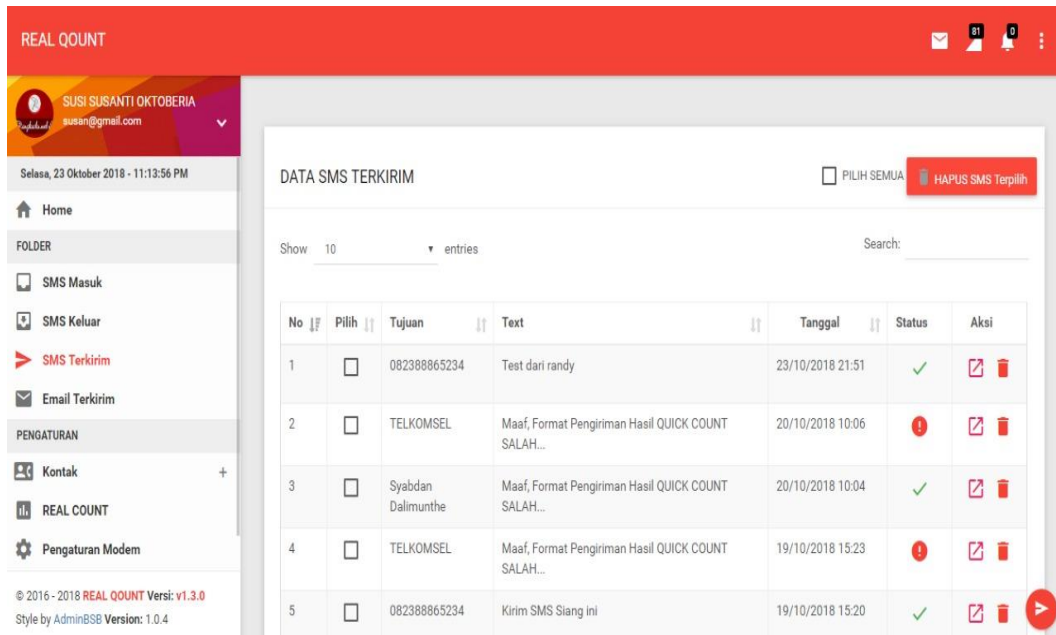 REAL QOUNT
81
0
SUSI SUSANTI OKTOBERIA
susan@gmail.com
Selasa, 23 Oktober 2018 - 11:13:56 PM
Home
FOLDER
SMS Masuk
SMS Keluar
SMS Terkirim
Email Terkirim
PENGATURAN
Kontak +
REAL COUNT
Pengaturan Modem
© 2016 - 2018 REAL QOUNT Versi: v1.3.0
Style by AdminBSB Version: 1.0.4
DATA SMS TERKIRIM
PILIH SEMUA
HAPUS SMS Terpilih
Show 10 entries
Search:
No Pilih Tujuan Text Tanggal Status Aksi
1 082388865234 Test dari randy 23/10/2018 21:51
2 TELKOMSEL Maaf, Format Pengiriman Hasil QUICK COUNT 20/10/2018 10:06
SALAH...
3 Syabdan Maaf, Format Pengiriman Hasil QUICK COUNT 20/10/2018 10:04
Dalimunthe SALAH...
4 TELKOMSEL Maaf, Format Pengiriman Hasil QUICK COUNT 19/10/2018 15:23
SALAH...
5 082388865234 Kirim SMS Siang ini 19/10/2018 15:20